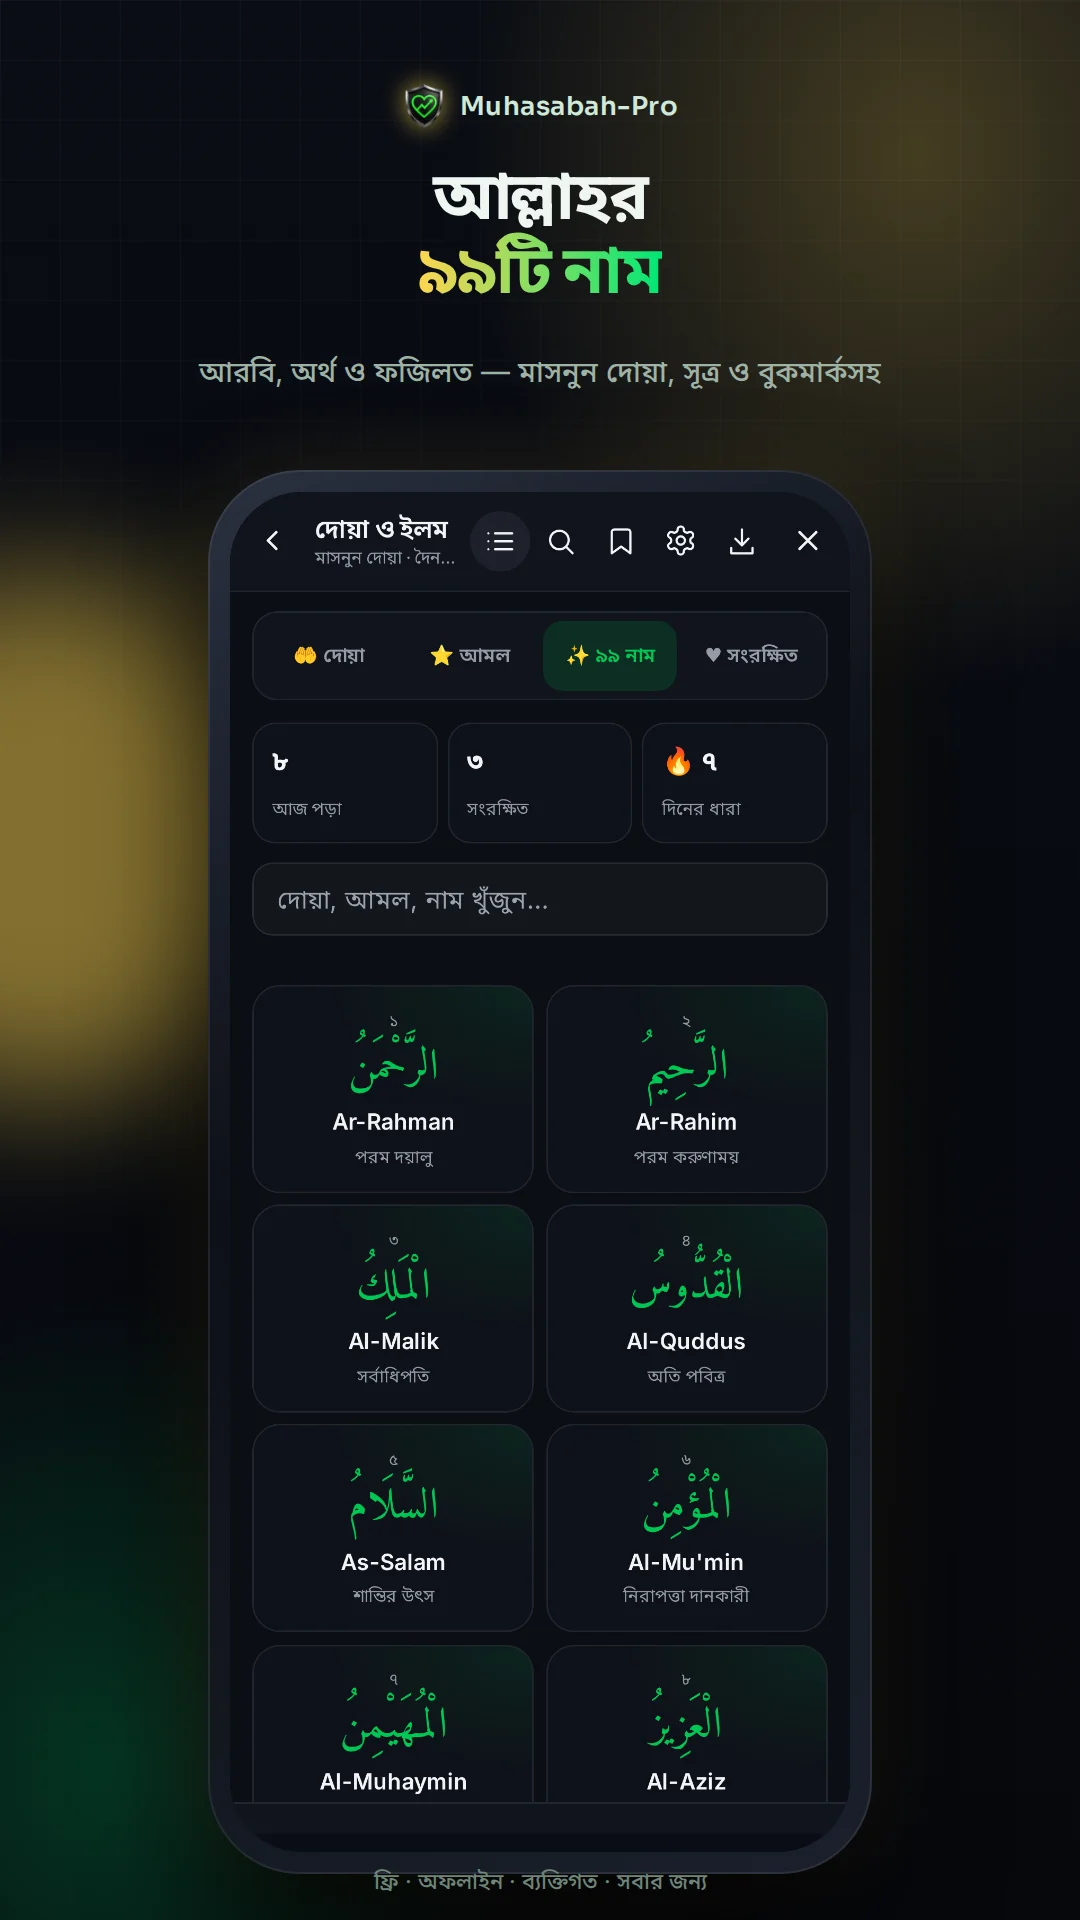 Muhasabah-Pro
আল্লাহর
৯৯টি নাম
আরবি, অর্থ ও ফজিলত — মাসনুন দোয়া, সূত্র ও বুকমার্কসহ
দোয়া ও ইলম
মাসনুন দোয়া · দৈন...
🤲 দোয়া ⭐ আমল ✨ ৯৯ নাম ♥ সংরক্ষিত
৮ ৩ 🔥 ৭
আজ পড়া সংরক্ষিত দিনের ধারা
দোয়া, আমল, নাম খুঁজুন...
১ ২
الرَّحْمَنُ الرَّحِيمُ
Ar-Rahman Ar-Rahim
পরম দয়ালু পরম করুণাময়
৩ ৪
الْمَلِكُ الْقُدُّوسُ
Al-Malik Al-Quddus
সর্বাধিপতি অতি পবিত্র
৫ ৬
السَّلَامُ الْمُؤْمِنُ
As-Salam Al-Mu'min
শান্তির উৎস নিরাপত্তা দানকারী
৭ ৮
الْمُهَيْمِنُ الْعَزِيزُ
Al-Muhaymin Al-Aziz
ফ্রি · অফলাইন · ব্যক্তিগত · সবার জন্য